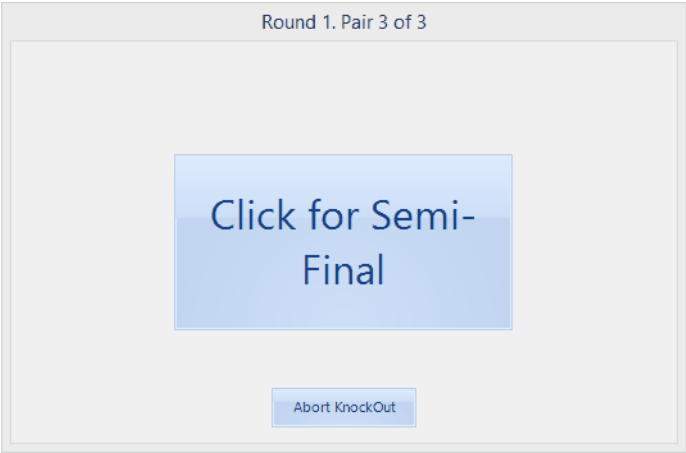 Round 1. Pair 3 of 3
Click for Semi-
Final
Abort KnockOut